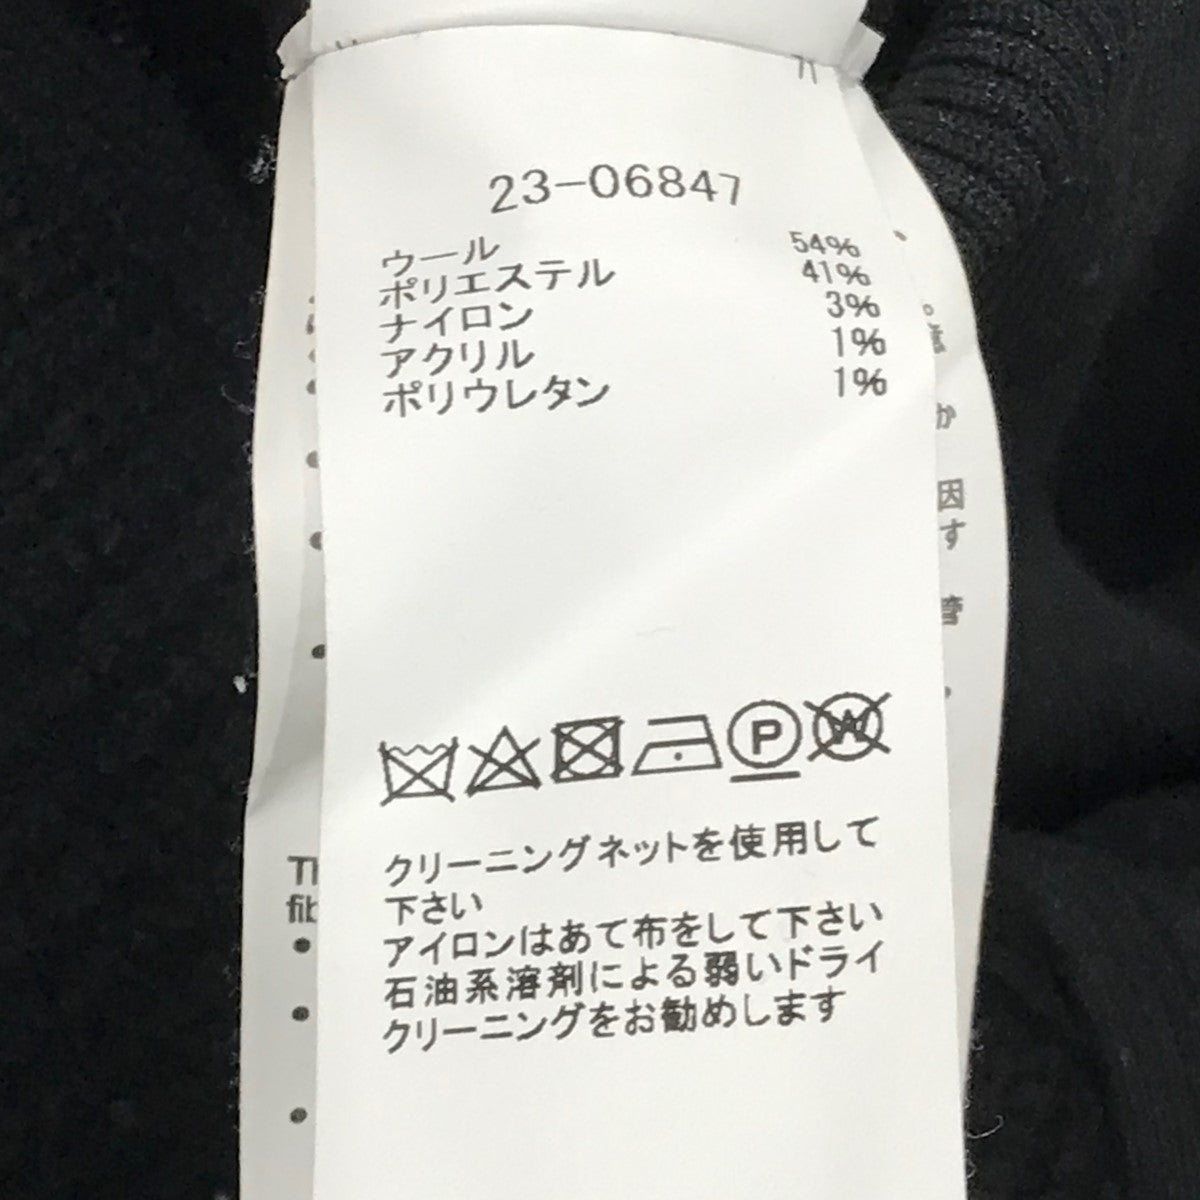 23-06847
ウール 54%
ポリエステル 41%
ナイロン 3%
アクリル 1%
ポリウレタン 1%
P
W
クリーニングネットを使用して
下さい
アイロンはあて布をして下さい
石油系溶剤による弱いドライ
クリーニングをお勧めします
か
因
す